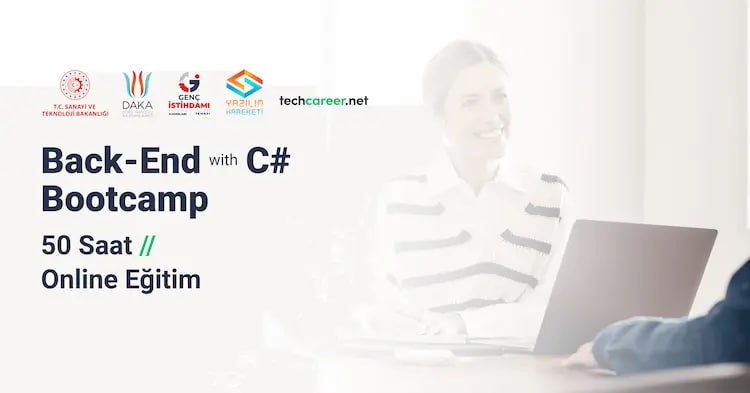 T.C. SANAYİ VE
TEKNOLOJİ BAKANLIĞI
DAKA
GENÇ
İSTİHDAMI
YAZILIM
HAREKETİ
techcareer.net
Back-End with C#
Bootcamp
50 Saat //
Online Eğitim